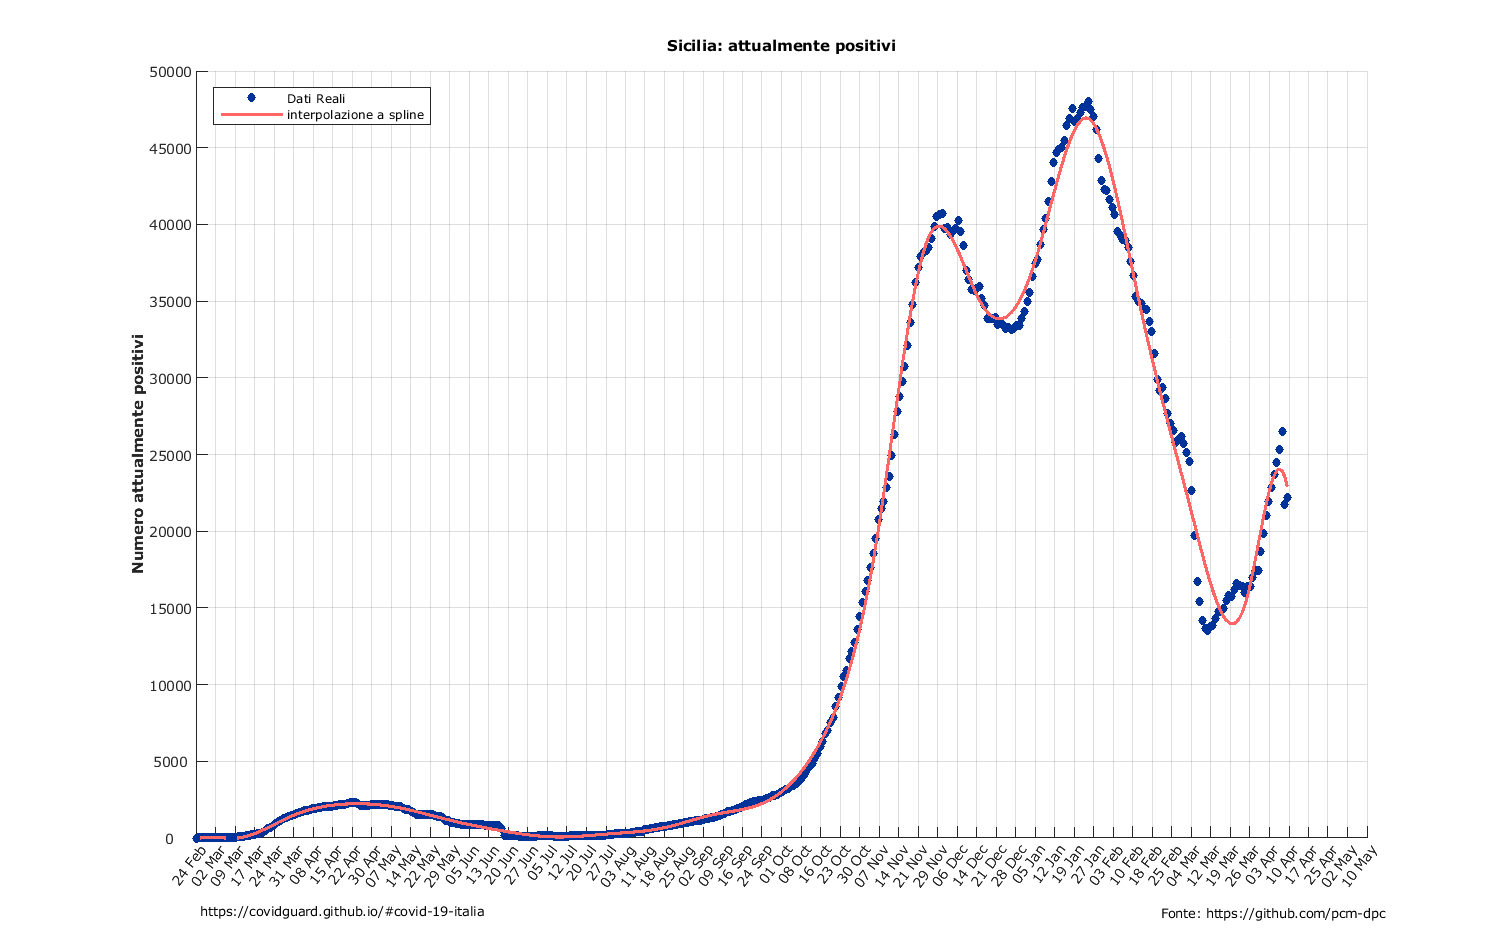 Sicilia: attualmente positivi
Dati Reali
interpolazione a spline
Numero attualmente positivi
50000
45000
40000
35000
30000
25000
20000
15000
10000
5000
0
24 Feb
02 Mar
09 Mar
17 Mar
24 Mar
31 Mar
08 Apr
15 Apr
22 Apr
30 Apr
07 May
14 May
22 May
29 May
05 Jun
13 Jun
20 Jun
27 Jun
05 Jul
12 Jul
20 Jul
27 Jul
03 Aug
11 Aug
18 Aug
25 Aug
02 Sep
09 Sep
16 Sep
24 Sep
01 Oct
08 Oct
16 Oct
23 Oct
30 Oct
07 Nov
14 Nov
21 Nov
29 Nov
06 Dec
14 Dec
21 Dec
28 Dec
05 Jan
12 Jan
19 Jan
27 Jan
03 Feb
10 Feb
18 Feb
25 Feb
04 Mar
12 Mar
19 Mar
26 Mar
03 Apr
10 Apr
17 Apr
25 Apr
02 May
10 May
https://covidguard.github.io/#covid-19-italia
Fonte: https://github.com/pcm-dpc